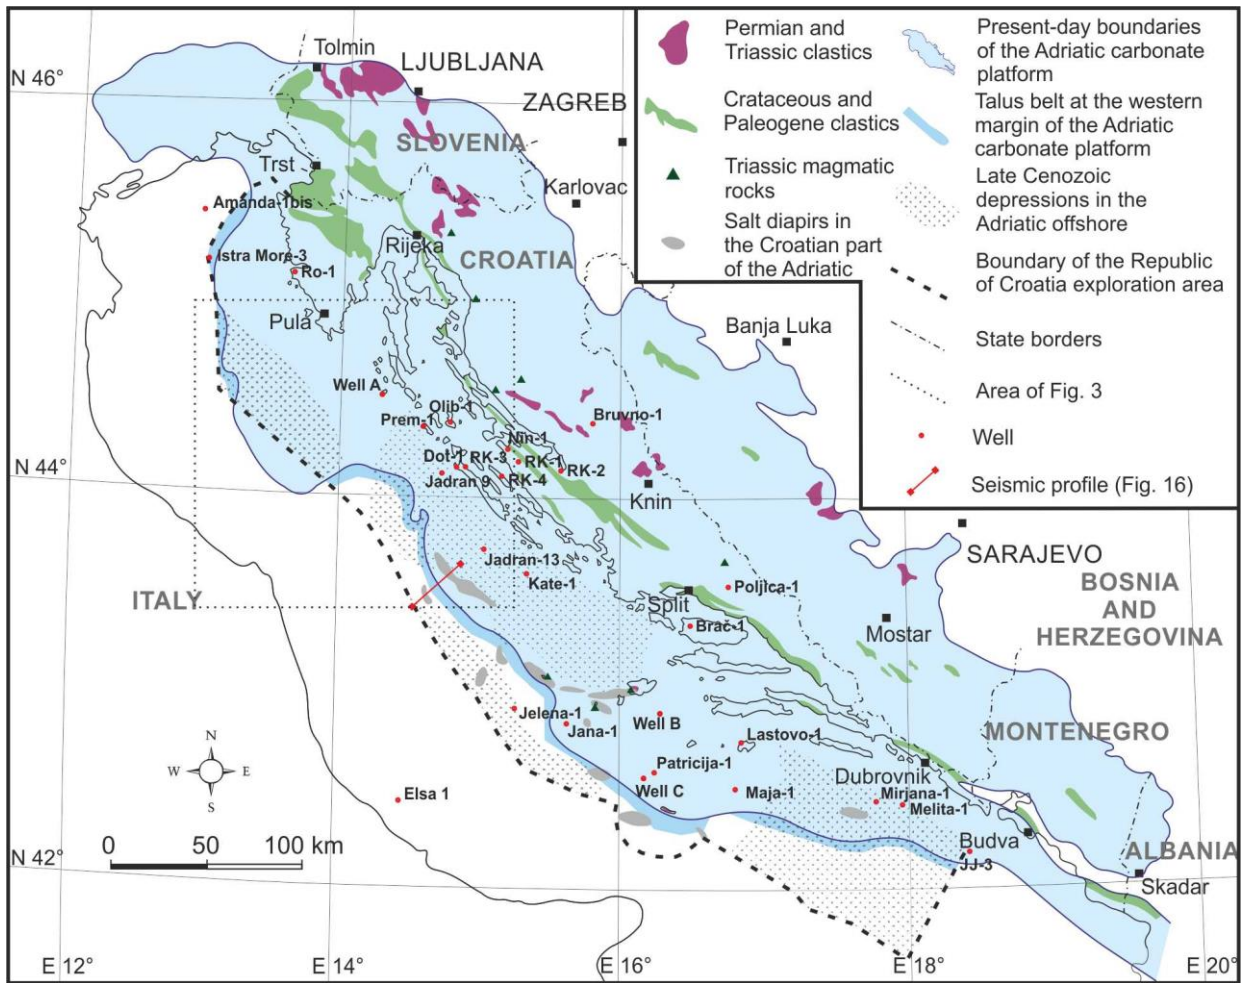 Permian and
Triassic clastics
Crataceous and
Paleogene clastics
Triassic magmatic
rocks
Salt diapirs in
the Croatian part
of the Adriatic
Present-day boundaries
of the Adriatic carbonate
platform
Talus belt at the western
margin of the Adriatic
carbonate platform
Late Cenozoic
depressions in the
Adriatic offshore
Boundary of the Republic
of Croatia exploration area
State borders
Area of Fig. 3
Well
Seismic profile (Fig. 16)
Tolmin
LJUBLJANA
N 46°
ZAGREB
SLOVENIA
Trst
Karlovac
Amanda-1bis
Rijeka
Istra More-3
CROATIA
Ro-1
Pula
Banja Luka
Well A
Olib-1
Prem-1
Bruvno-1
Nin-1
Dot-1
RK-3
RK-1
RK-2
N 44°
Jadran 9
RK-4
Knin
SARAJEVO
Jadran-13
Kate-1
Poljica-1
BOSNIA
AND
HERZEGOVINA
ITALY
Split
Brač-1
Mostar
Jelena-1
Jana-1
Well B
MONTENEGRO
Lastovo-1
N
W
E
S
Patricija-1
Well C
Dubrovnik
Elsa 1
Maja-1
Mirjana-1
Melita-1
Budva
0
50
100 km
N 42°
JJ-3
ALBANIA
Skadar
E 12°
E 14°
E 16°
E 18°
E 20°